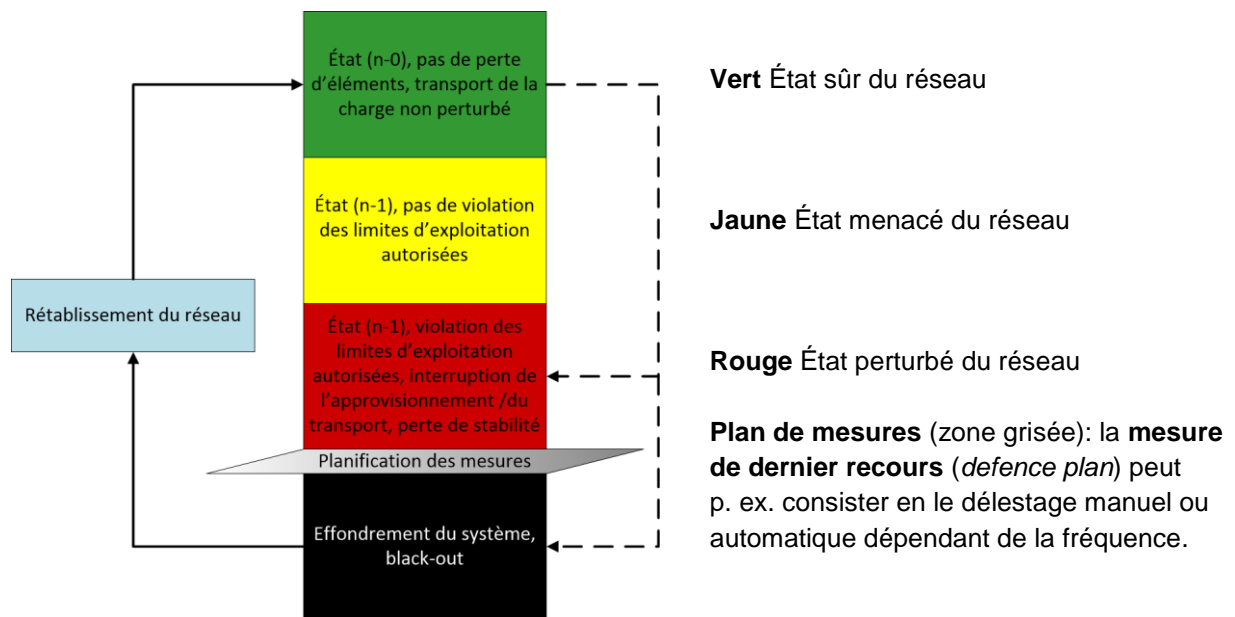 État (n-0), pas de perte
d’éléments, transport de la
charge non perturbé
Vert État sûr du réseau
État (n-1), pas de violation
des limites d’exploitation
autorisées
Jaune État menacé du réseau
Rétablissement du réseau
État (n-1), violation des
limites d’exploitation
autorisées, interruption de
l’approvisionnement /du
transport, perte de stabilité
Rouge État perturbé du réseau
Planification des mesures
Plan de mesures (zone grisée): la mesure
de dernier recours (defence plan) peut
p. ex. consister en le délestage manuel ou
automatique dépendant de la fréquence.
Effondrement du système,
black-out